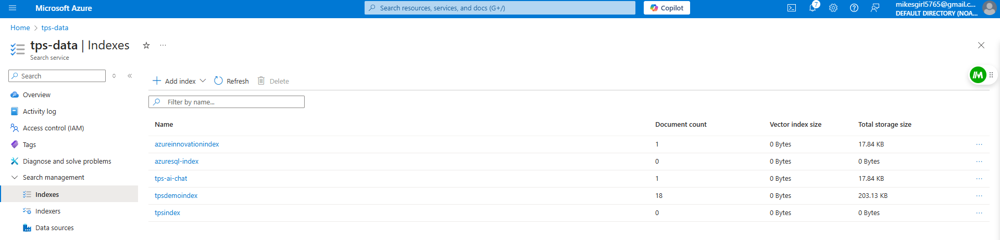 Microsoft Azure
Search resources, services, and docs (G+/)
Copilot
7
mikesgirl5765@gmail.c...
DEFAULT DIRECTORY (NOA...
Home > tps-data
tps-data | Indexes
Search service
Search
Add index
Refresh
Delete
Filter by name...
Overview
Activity log
Access control (IAM)
Tags
Diagnose and solve problems
Search management
Indexes
Indexers
Data sources
Name Document count Vector index size Total storage size
azureinnovationindex 1 0 Bytes 17.84 KB
azuresql-index 0 0 Bytes 0 Bytes
tps-ai-chat 1 0 Bytes 17.84 KB
tpsdemoindex 18 0 Bytes 203.13 KB
tpsindex 0 0 Bytes 0 Bytes